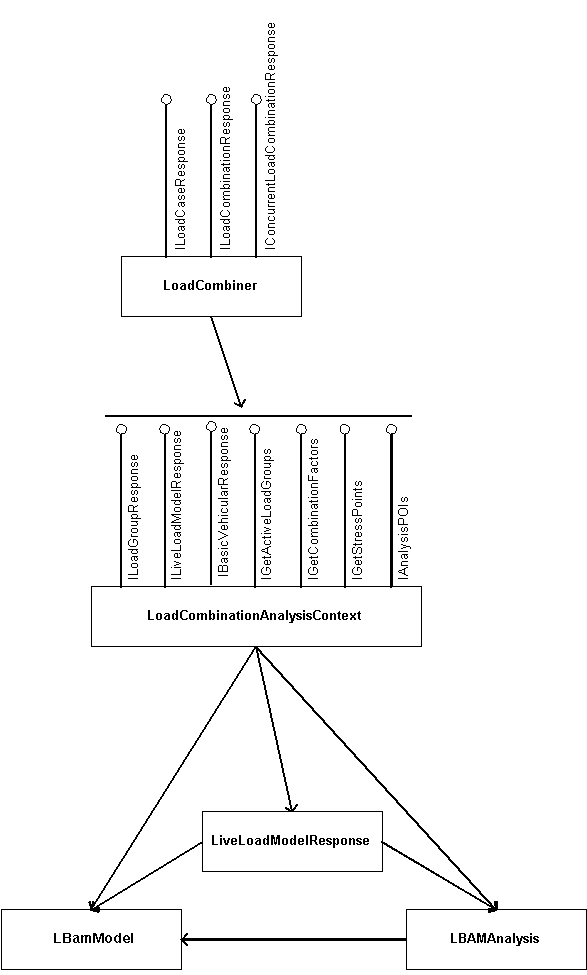 ILoadCaseResponse
ILoadCombinationResponse
IConcurrentLoadCombinationResponse
LoadCombiner
ILoadGroupResponse
ILiveLoadModelResponse
IBasicVehicularResponse
IGetActiveLoadGroups
IGetCombinationFactors
IGetStressPoints
IAnalysisPOIs
LoadCombinationAnalysisContext
LiveLoadModelResponse
LBamModel
LBAMAnalysis